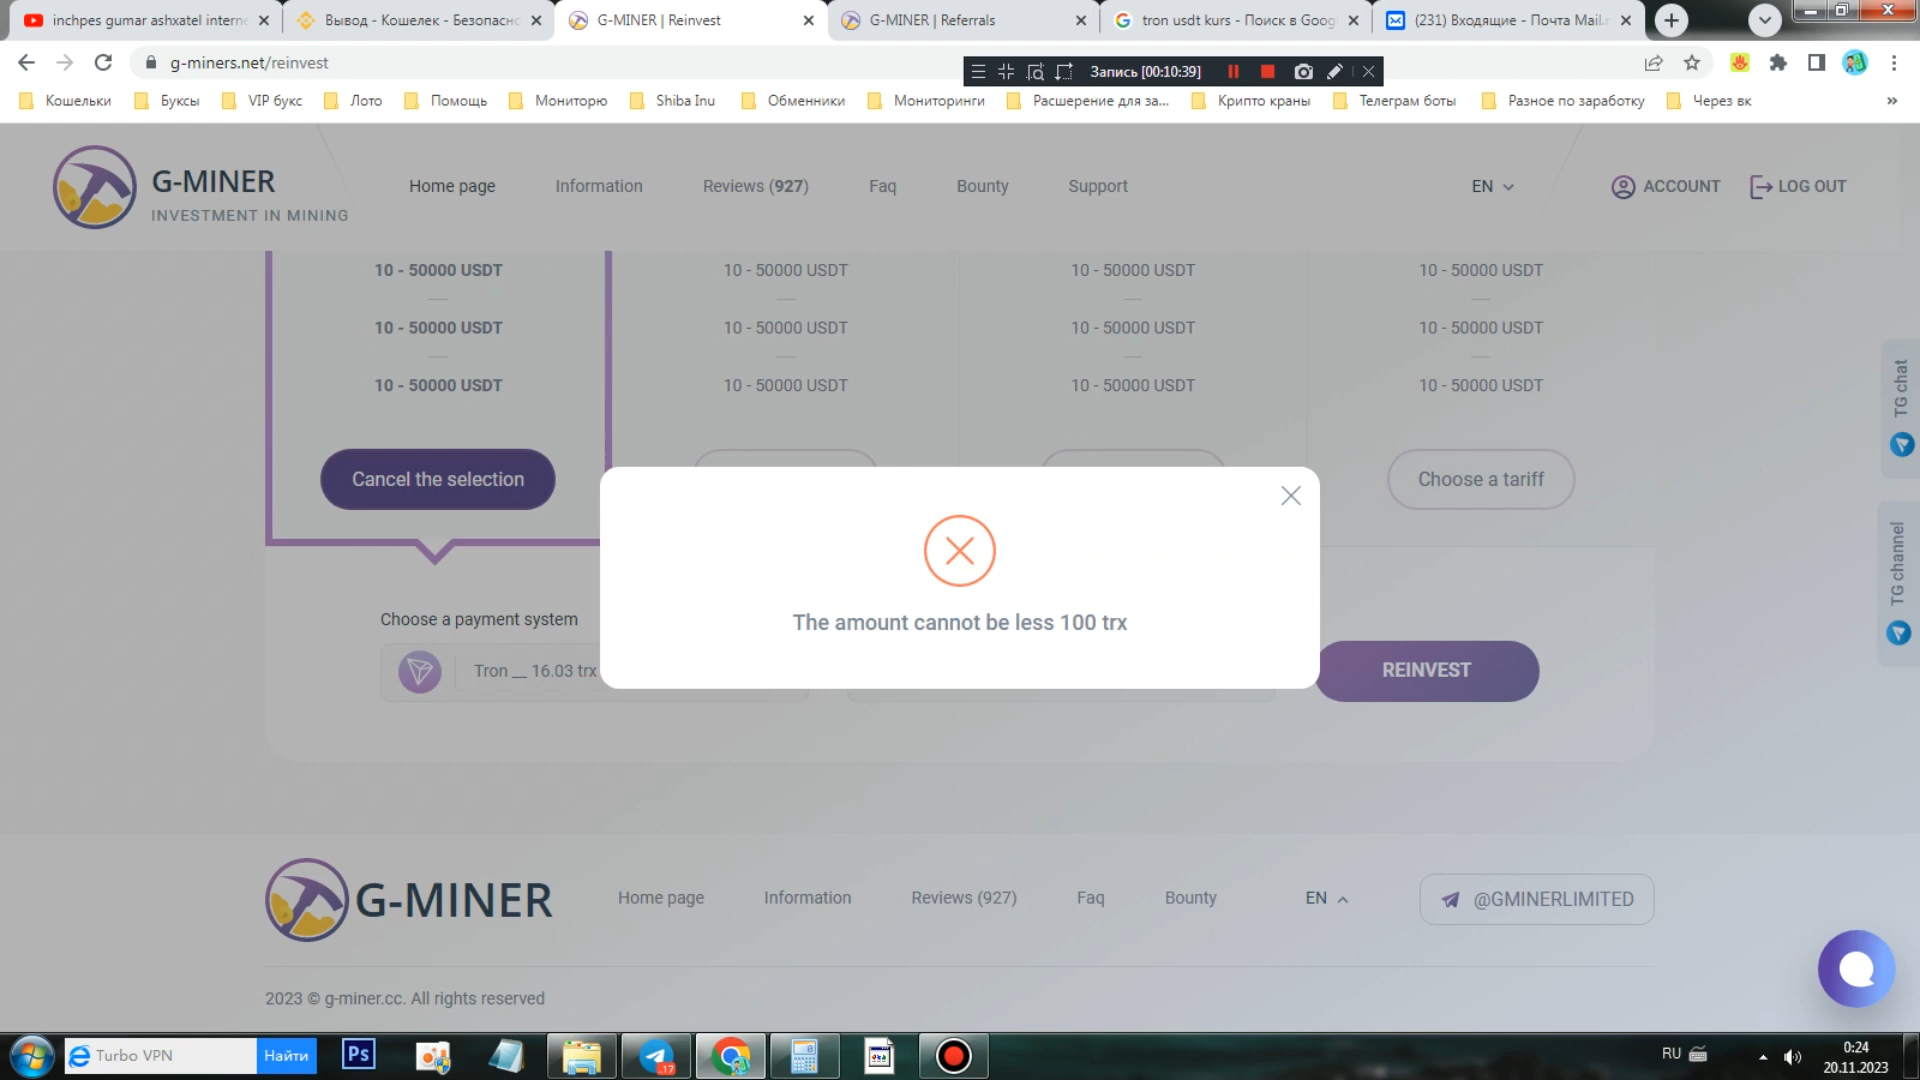 inchpes gumar ashxatel interne
Вывод - Кошелек - Безопасно
G-MINER | Reinvest
G-MINER | Referrals
tron usdt kurs - Поиск в Goog
(231) Входящие - Почта Mail.r
g-miners.net/reinvest
Запись [00:10:39]
Кошельки
Буксы
VIP букс
Лото
Помощь
Мониторю
Shiba Inu
Обменники
Мониторинги
Расшерение для за...
Крипто краны
Телеграм боты
Разное по заработку
Через вк
»
G-MINER
INVESTMENT IN MINING
Home page
Information
Reviews (927)
Faq
Bounty
Support
EN
ACCOUNT
LOG OUT
10 - 50000 USDT 10 - 50000 USDT 10 - 50000 USDT 10 - 50000 USDT
10 - 50000 USDT 10 - 50000 USDT 10 - 50000 USDT 10 - 50000 USDT
10 - 50000 USDT 10 - 50000 USDT 10 - 50000 USDT 10 - 50000 USDT
TG chat
Cancel the selection
Choose a tariff
TG channel
The amount cannot be less 100 trx
Choose a payment system
Tron __ 16.03 trx
REINVEST
G-MINER
Home page
Information
Reviews (927)
Faq
Bounty
EN
@GMINERLIMITED
2023 © g-miner.cc. All rights reserved
Turbo VPN
Найти
Ps
17
RU
0:24
20.11.2023